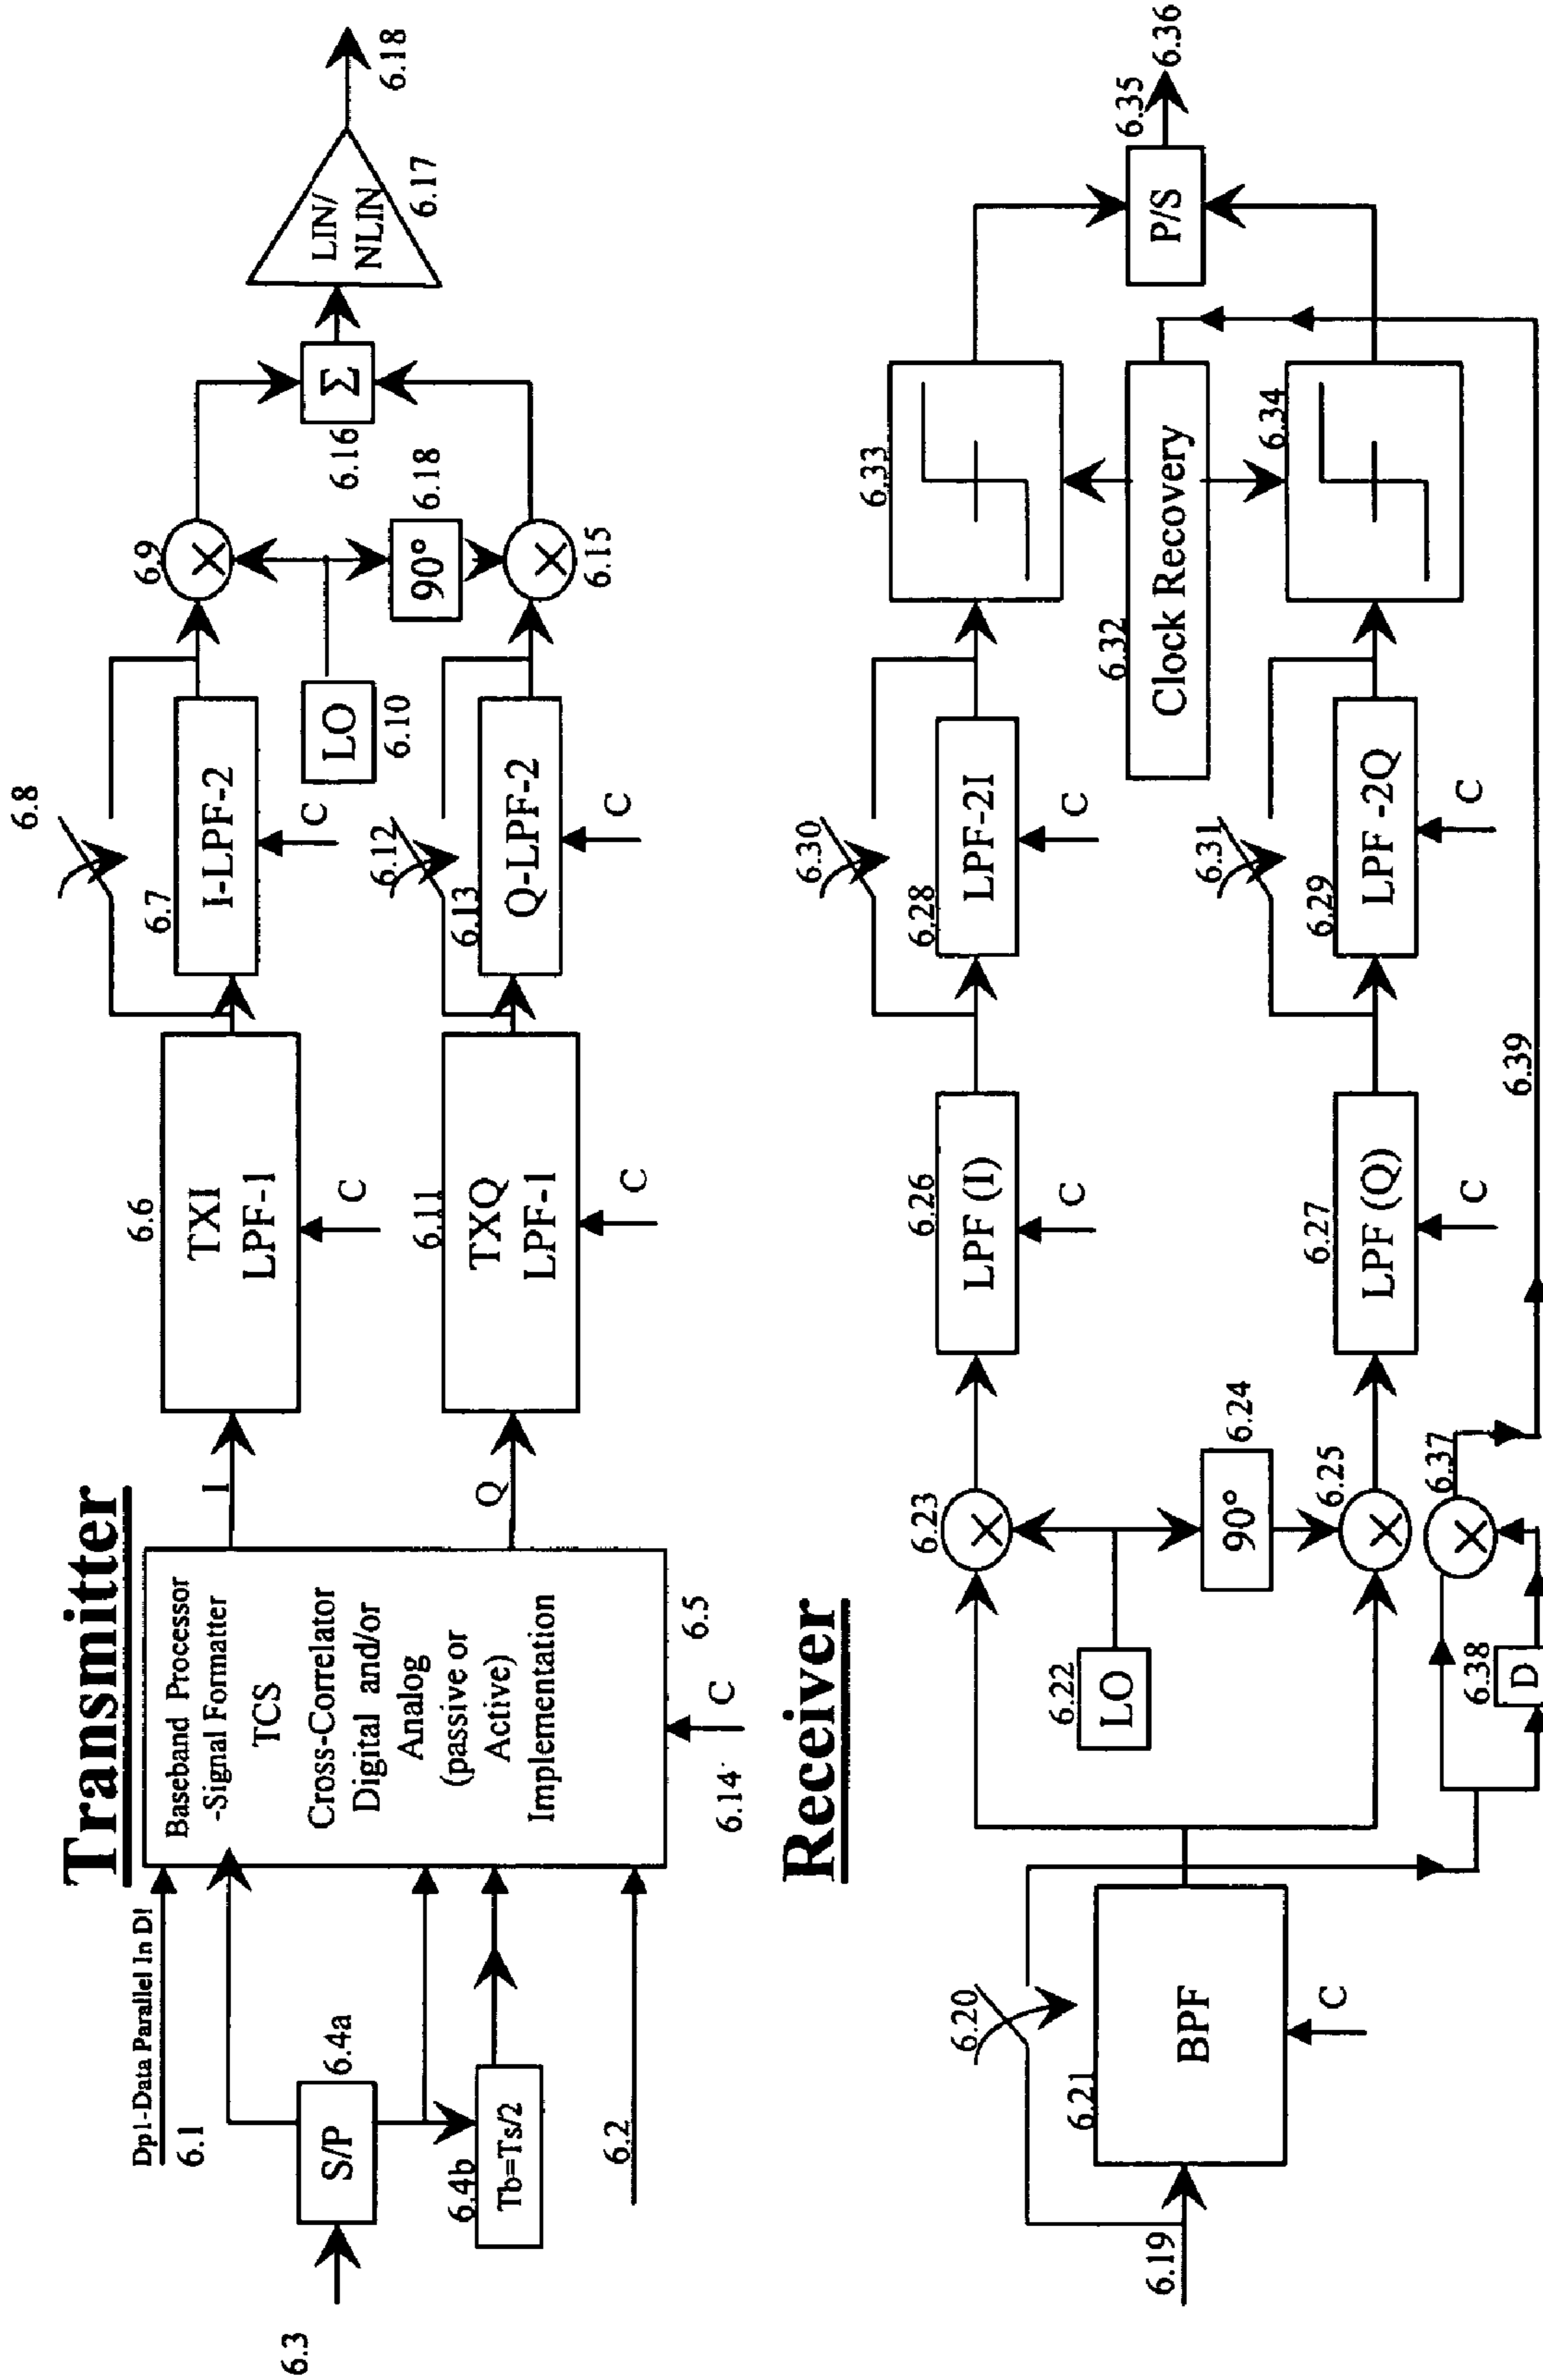 Transmitter
Dp1-Data Parallel In D!
6.1
6.3
S/P
6.4a
6.4b
Tb=Ts/2
6.2
Baseband Processor
-Signal Formatter
TCS
Cross-Correlator
Digital and/or
Analog
(passive or
Active)
Implementation
6.5
6.14
C
I
Q
6.6
TXI
LPF-1
C
6.11
TXQ
LPF-1
C
6.8
6.7
I-LPF-2
C
6.12
6.13
Q-LPF-2
C
LO
6.10
6.9
90°
6.18
6.15
Σ
6.16
LIN/
NLIN
6.17
6.18
Receiver
6.19
6.20
6.21
BPF
C
6.22
LO
6.23
90°
6.24
6.25
6.37
6.38
D
6.39
6.26
LPF (I)
C
6.27
LPF (Q)
C
6.30
6.28
LPF-2I
C
6.31
6.29
LPF -2Q
C
6.32
Clock Recovery
6.33
6.34
P/S
6.35
6.36